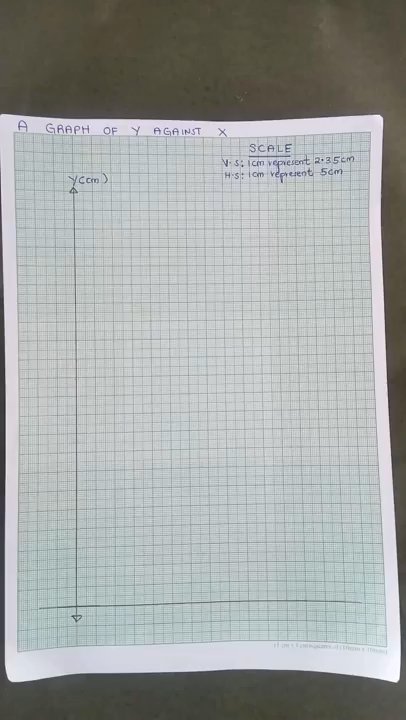 A GRAPH OF Y AGAINST X
SCALE
V.S: 1cm represent 2.35cm
H.S: 1cm represent 5cm
Y(cm)